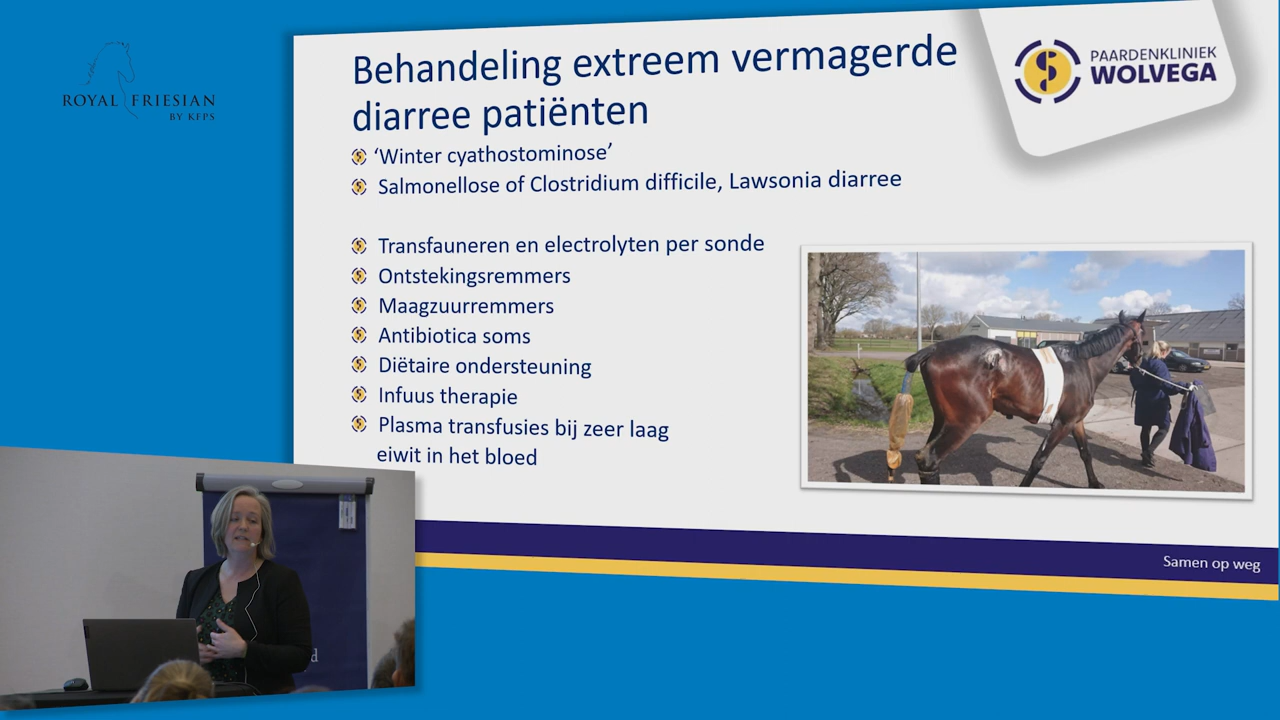 ROYAL FRIESIAN
BY KFPS
Behandeling extreem vermagerde
diarree patiënten
PAARDENKLINIEK
WOLVEGA
‘Winter cyathostominose’
Salmonellose of Clostridium difficile, Lawsonia diarree
Transfauneren en electrolyten per sonde
Ontstekingsremmers
Maagzuurremmers
Antibiotica soms
Diëtaire ondersteuning
Infuus therapie
Plasma transfusies bij zeer laag
eiwit in het bloed
Samen op weg